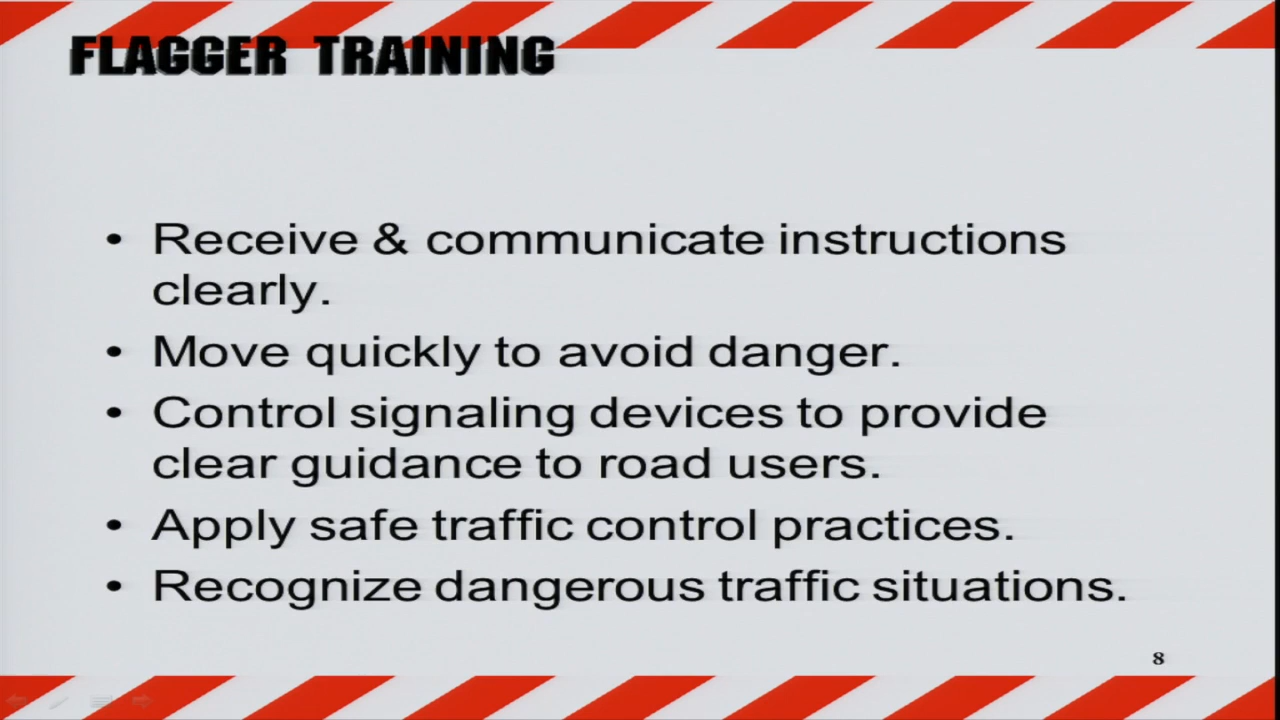 FLAGGER TRAINING
• Receive & communicate instructions
clearly.
• Move quickly to avoid danger.
• Control signaling devices to provide
clear guidance to road users.
• Apply safe traffic control practices.
• Recognize dangerous traffic situations.
8